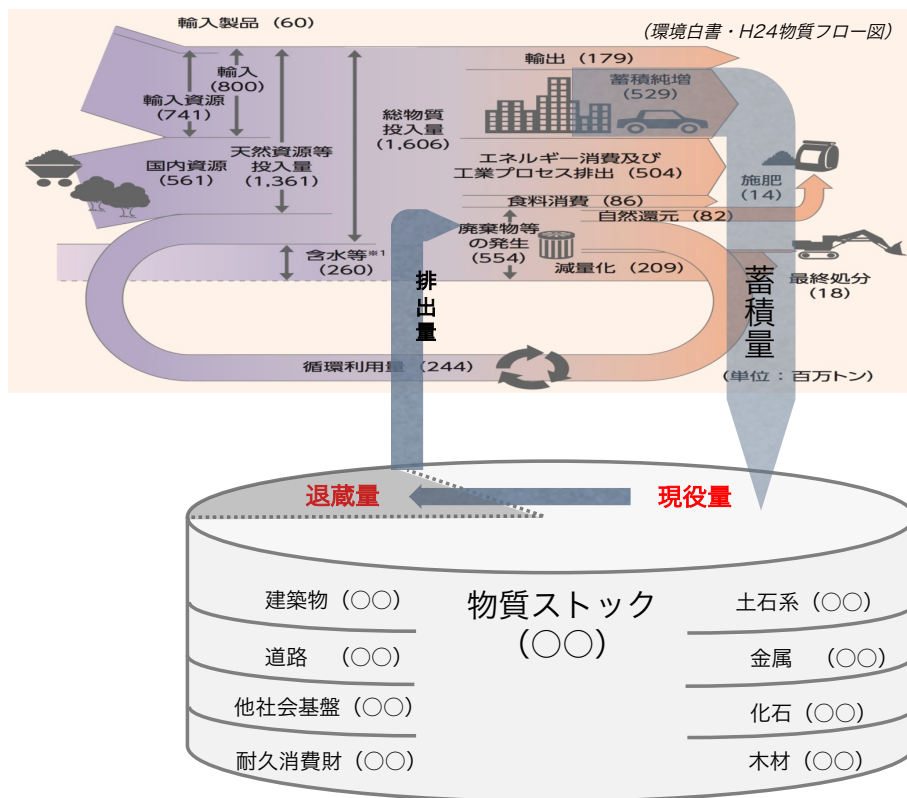 輸入製品（60）
（環境白書・H24物質フロー図）
輸入
（800）
輸入資源
（741）
国内資源
（561）
天然資源等
投入量
（1,361）
総物質
投入量
（1,606）
含水等※1
（260）
輸出（179）
蓄積純増
（529）
エネルギー消費及び
工業プロセス排出（504）
食料消費（86）
自然還元（82）
施肥
（14）
廃棄物等
の発生
（554）
減量化（209）
最終処分
（18）
排出量
蓄積量
循環利用量（244）
（単位：百万トン）
退蔵量
現役量
物質ストック
（○○）
建築物（○○）
道路　（○○）
他社会基盤（○○）
耐久消費財（○○）
土石系（○○）
金属　（○○）
化石（○○）
木材（○○）